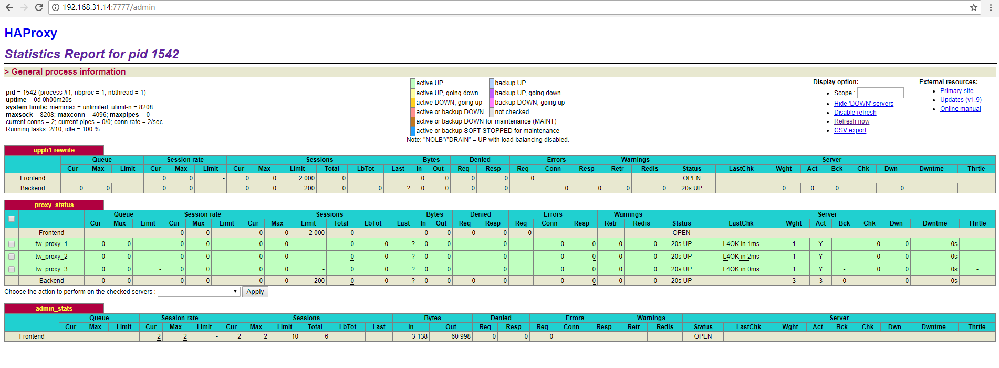 192.168.31.14:7777/admin
HAProxy
Statistics Report for pid 1542
> General process information
pid = 1542 (process #1, nbproc = 1, nbthread = 1)
uptime = 0d 0h00m20s
system limits: memmax = unlimited; ulimit-n = 8208
maxsock = 8208; maxconn = 4096; maxpipes = 0
current conns = 2; current pipes = 0/0; conn rate = 2/sec
Running tasks: 2/10; idle = 100 %
active UP backup UP
active UP, going down backup UP, going down
active DOWN, going up backup DOWN, going up
active or backup DOWN not checked
active or backup DOWN for maintenance (MAINT)
active or backup SOFT STOPPED for maintenance
Note: "NOLB"/"DRAIN" = UP with load-balancing disabled.
Display option:
Scope :
Hide 'DOWN' servers
Disable refresh
Refresh now
CSV export
External resources:
Primary site
Updates (v1.9)
Online manual
appli1-rewrite
Queue Session rate Sessions Bytes Denied Errors Warnings Server
Cur Max Limit Cur Max Limit Cur Max Limit Total LbTot Last In Out Req Resp Req Conn Resp Retr Redis Status LastChk Wght Act Bck Chk Dwn Dwntme Thrtle
Frontend 0 0 - 0 0 2 000 0 0 0 0 0 0 OPEN
Backend 0 0 0 0 0 0 200 0 0 ? 0 0 0 0 0 0 0 0 20s UP 0 0 0 0
proxy_status
Queue Session rate Sessions Bytes Denied Errors Warnings Server
Cur Max Limit Cur Max Limit Cur Max Limit Total LbTot Last In Out Req Resp Req Conn Resp Retr Redis Status LastChk Wght Act Bck Chk Dwn Dwntme Thrtle
Frontend 0 0 - 0 0 2 000 0 0 0 0 0 0 OPEN
tw_proxy_1 0 0 - 0 0 0 0 - 0 0 ? 0 0 0 0 0 0 0 20s UP L4OK in 1ms 1 Y - 0 0 0s -
tw_proxy_2 0 0 - 0 0 0 0 - 0 0 ? 0 0 0 0 0 0 0 20s UP L4OK in 2ms 1 Y - 0 0 0s -
tw_proxy_3 0 0 - 0 0 0 0 - 0 0 ? 0 0 0 0 0 0 0 20s UP L4OK in 0ms 1 Y - 0 0 0s -
Backend 0 0 0 0 0 0 200 0 0 ? 0 0 0 0 0 0 0 0 20s UP 3 3 0 0 0s
Choose the action to perform on the checked servers : Apply
admin_stats
Queue Session rate Sessions Bytes Denied Errors Warnings Server
Cur Max Limit Cur Max Limit Cur Max Limit Total LbTot Last In Out Req Resp Req Conn Resp Retr Redis Status LastChk Wght Act Bck Chk Dwn Dwntme Thrtle
Frontend 2 2 - 2 2 10 6 3 138 60 998 0 0 0 OPEN